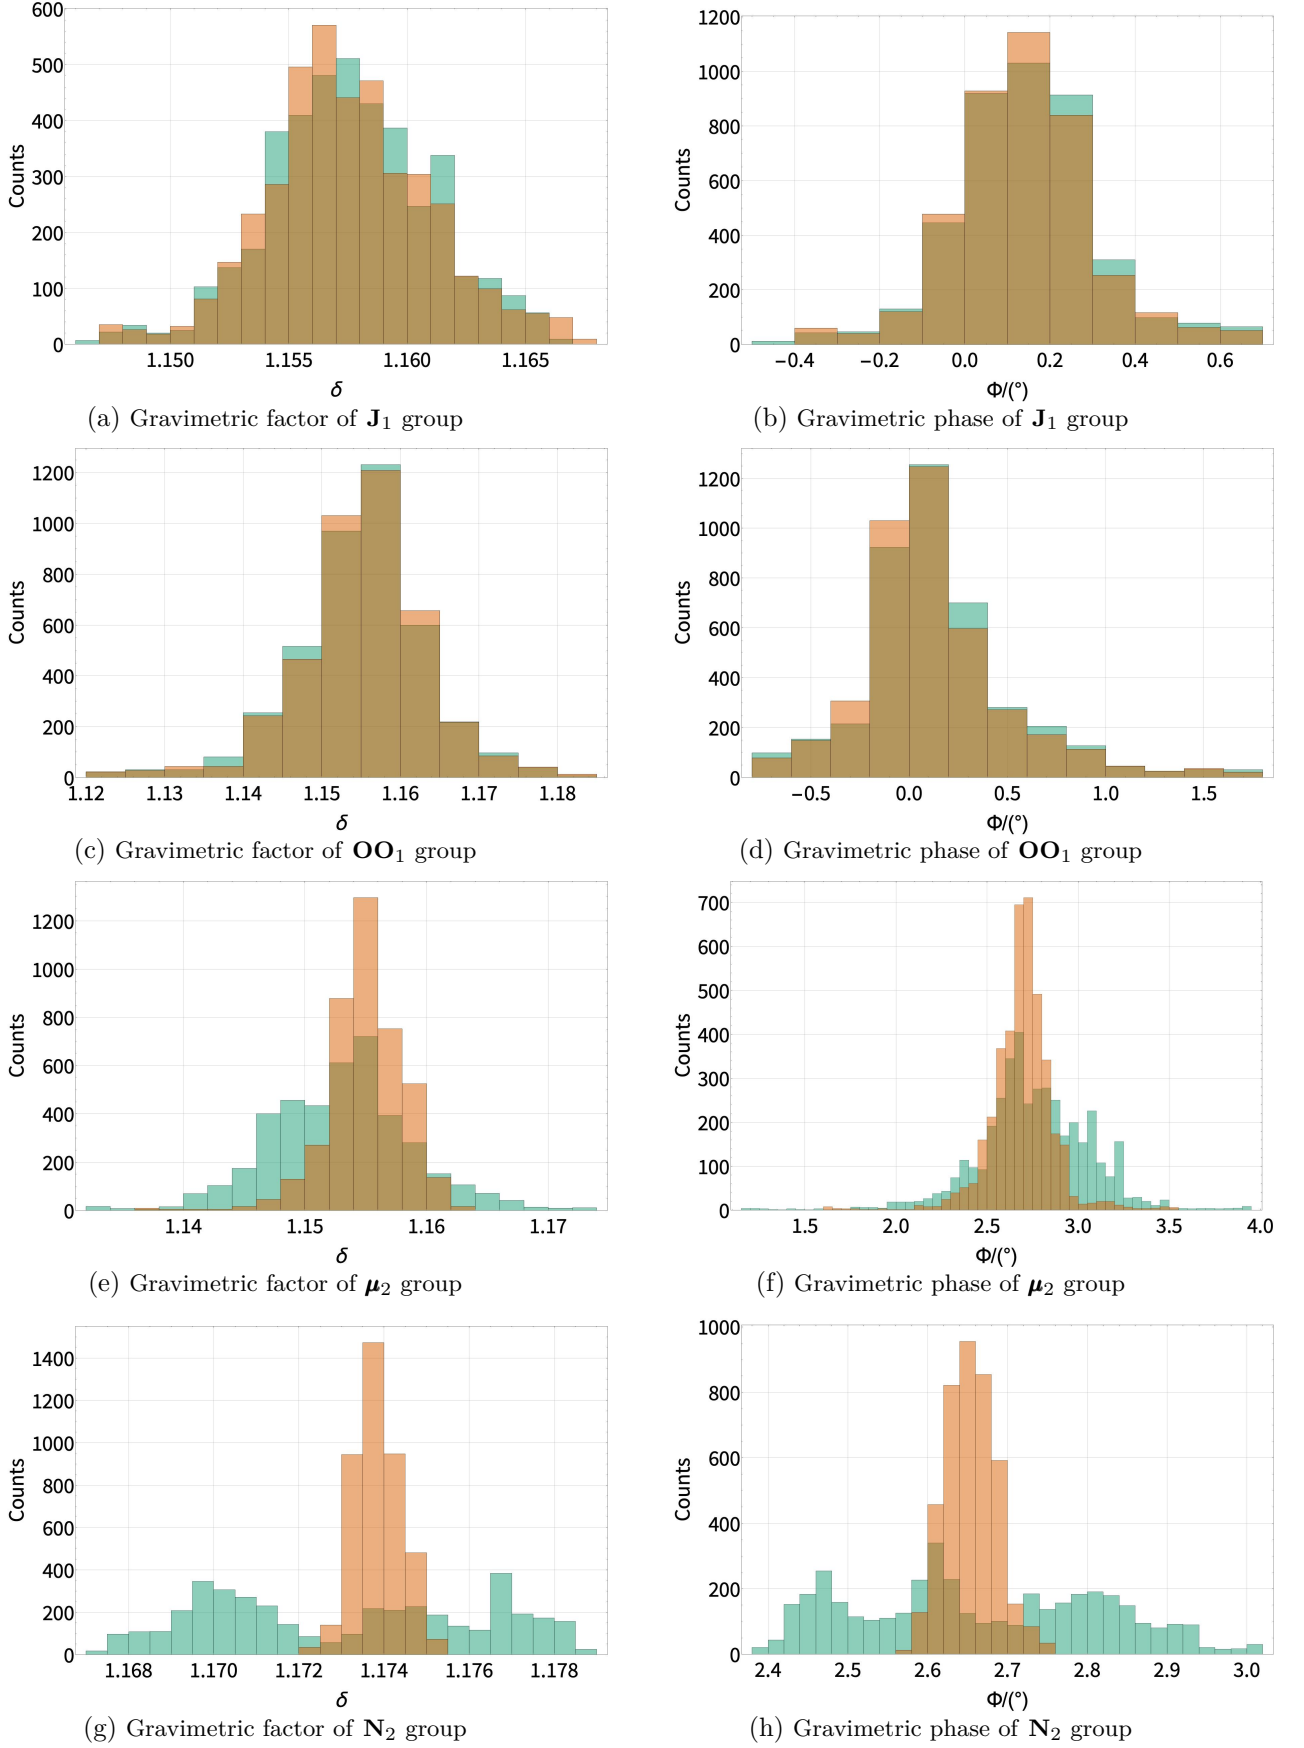 600
500
400
300
200
100
0
Counts
1.150 1.155 1.160 1.165
δ
(a) Gravimetric factor of J₁ group
1200
1000
800
600
400
200
0
Counts
−0.4 −0.2 0.0 0.2 0.4 0.6
Φ/(°)
(b) Gravimetric phase of J₁ group
1200
1000
800
600
400
200
0
Counts
1.12 1.13 1.14 1.15 1.16 1.17 1.18
δ
(c) Gravimetric factor of OO₁ group
1200
1000
800
600
400
200
0
Counts
−0.5 0.0 0.5 1.0 1.5
Φ/(°)
(d) Gravimetric phase of OO₁ group
1200
1000
800
600
400
200
0
Counts
1.14 1.15 1.16 1.17
δ
(e) Gravimetric factor of μ₂ group
700
600
500
400
300
200
100
0
Counts
1.5 2.0 2.5 3.0 3.5 4.0
Φ/(°)
(f) Gravimetric phase of μ₂ group
1400
1200
1000
800
600
400
200
0
Counts
1.168 1.170 1.172 1.174 1.176 1.178
δ
(g) Gravimetric factor of N₂ group
1000
800
600
400
200
0
Counts
2.4 2.5 2.6 2.7 2.8 2.9 3.0
Φ/(°)
(h) Gravimetric phase of N₂ group